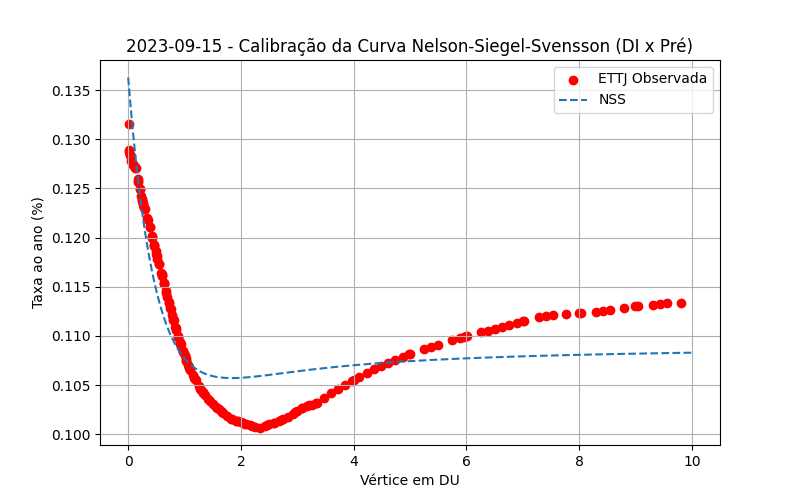 2023-09-15 - Calibração da Curva Nelson-Siegel-Svensson (DI x Pré)
ETTJ Observada
NSS
Taxa ao ano (%)
0.135
0.130
0.125
0.120
0.115
0.110
0.105
0.100
0 2 4 6 8 10
Vértice em DU